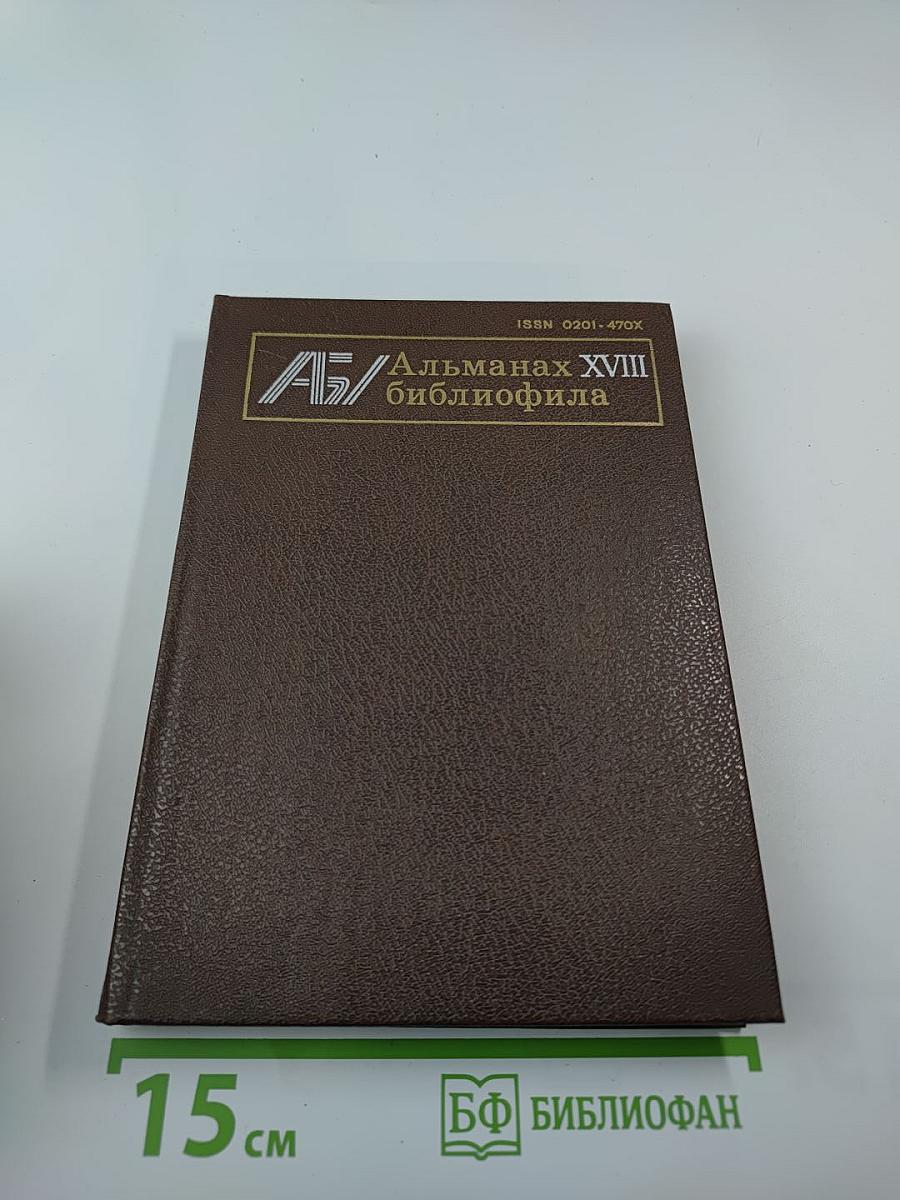 ISSN 0201-470X
АБ
Альманах XVIII
библиофила
15 см
БФ БИБЛИОФАН